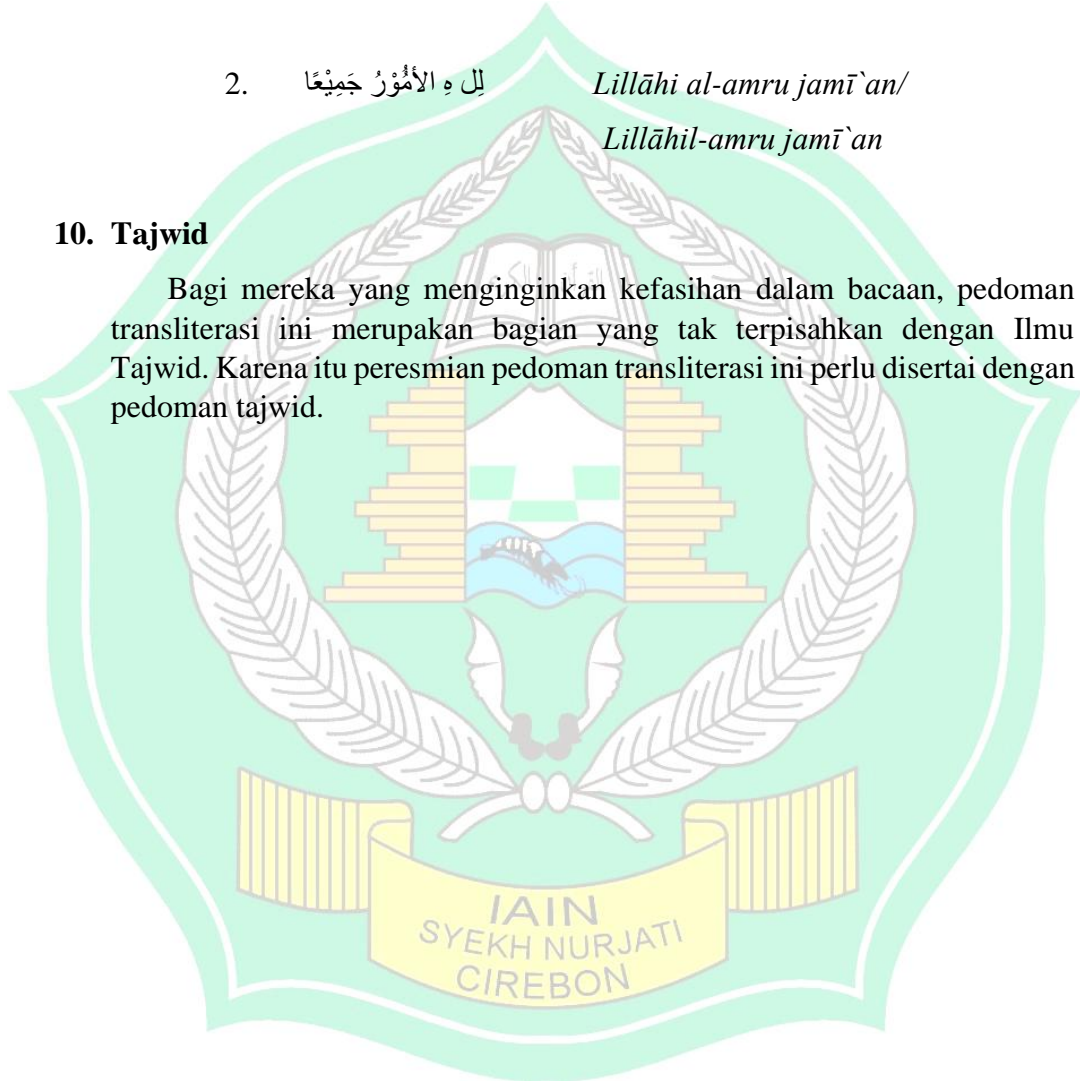 2. لِل هِ الأُمُوْرُ جَمِيْعًا Lillāhi al-amru jamī`an/
Lillāhil-amru jamī`an
10. Tajwid
Bagi mereka yang menginginkan kefasihan dalam bacaan, pedoman
transliterasi ini merupakan bagian yang tak terpisahkan dengan Ilmu
Tajwid. Karena itu peresmian pedoman transliterasi ini perlu disertai dengan
pedoman tajwid.
IAIN
SYEKH NURJATI
CIREBON